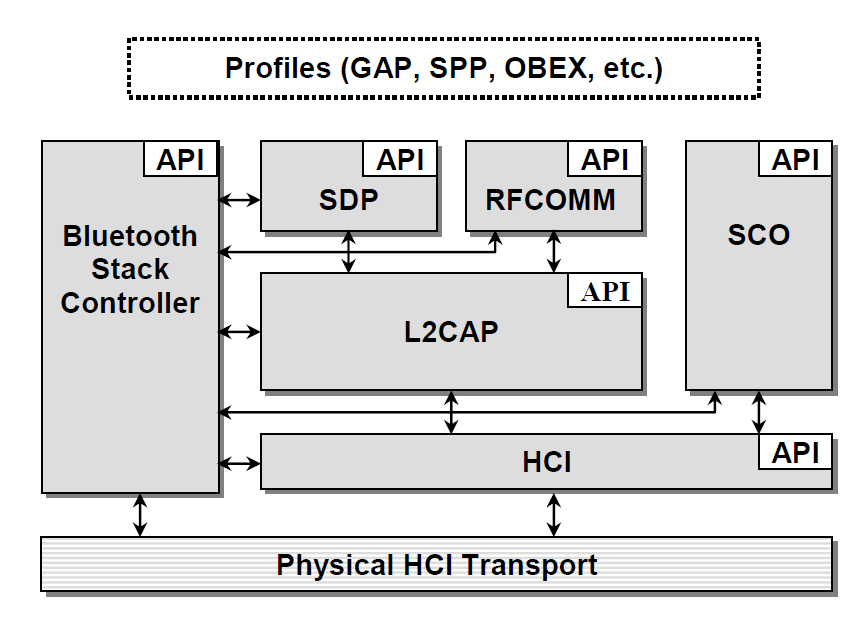 Profiles (GAP, SPP, OBEX, etc.)
API
Bluetooth
Stack
Controller
API
SDP
API
RFCOMM
API
SCO
API
L2CAP
API
HCI
Physical HCI Transport